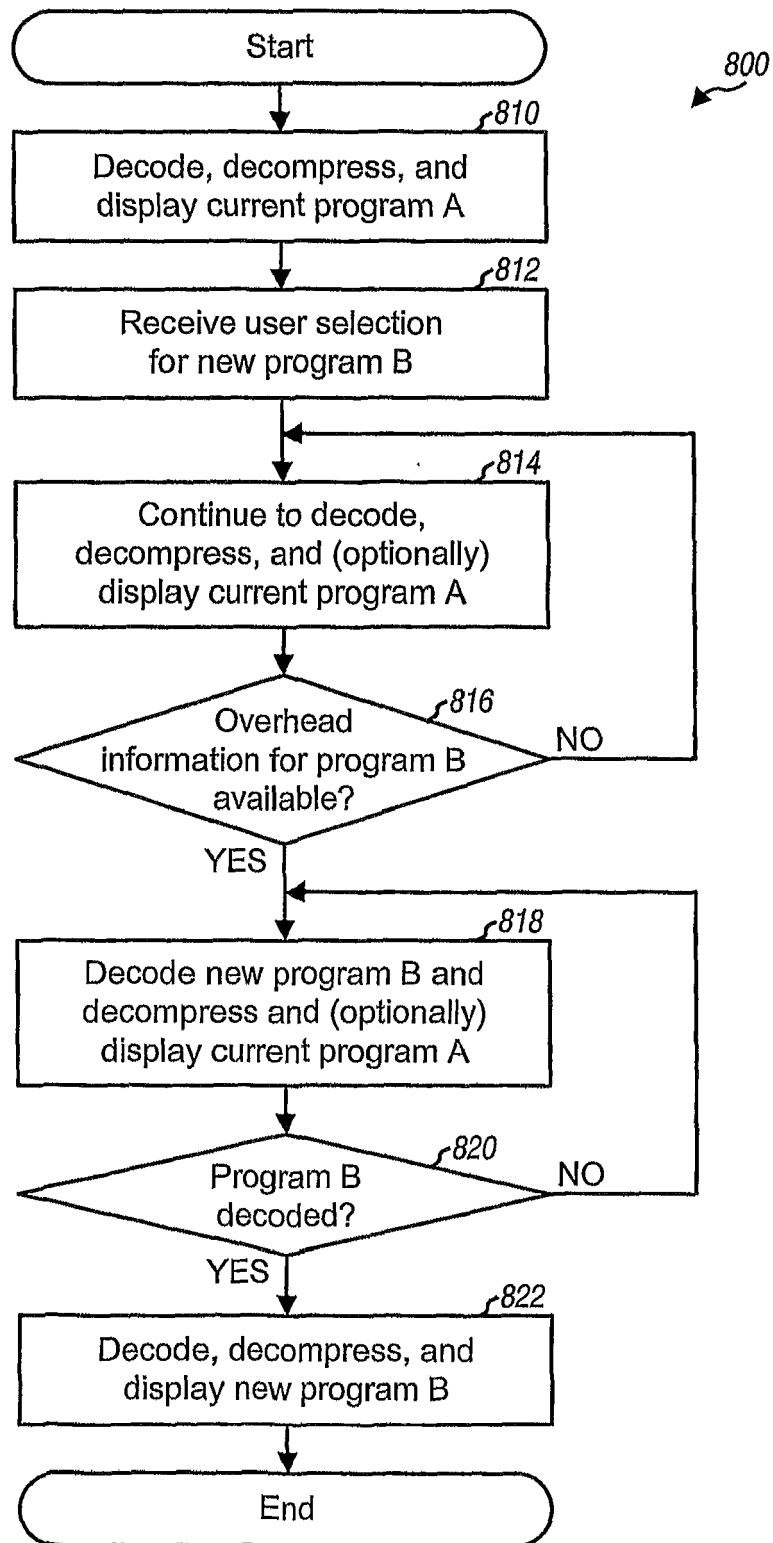 Start
800
810
Decode, decompress, and
display current program A
812
Receive user selection
for new program B
814
Continue to decode,
decompress, and (optionally)
display current program A
816
Overhead
information for program B
available?
NO
YES
818
Decode new program B and
decompress and (optionally)
display current program A
820
Program B
decoded?
NO
YES
822
Decode, decompress, and
display new program B
End